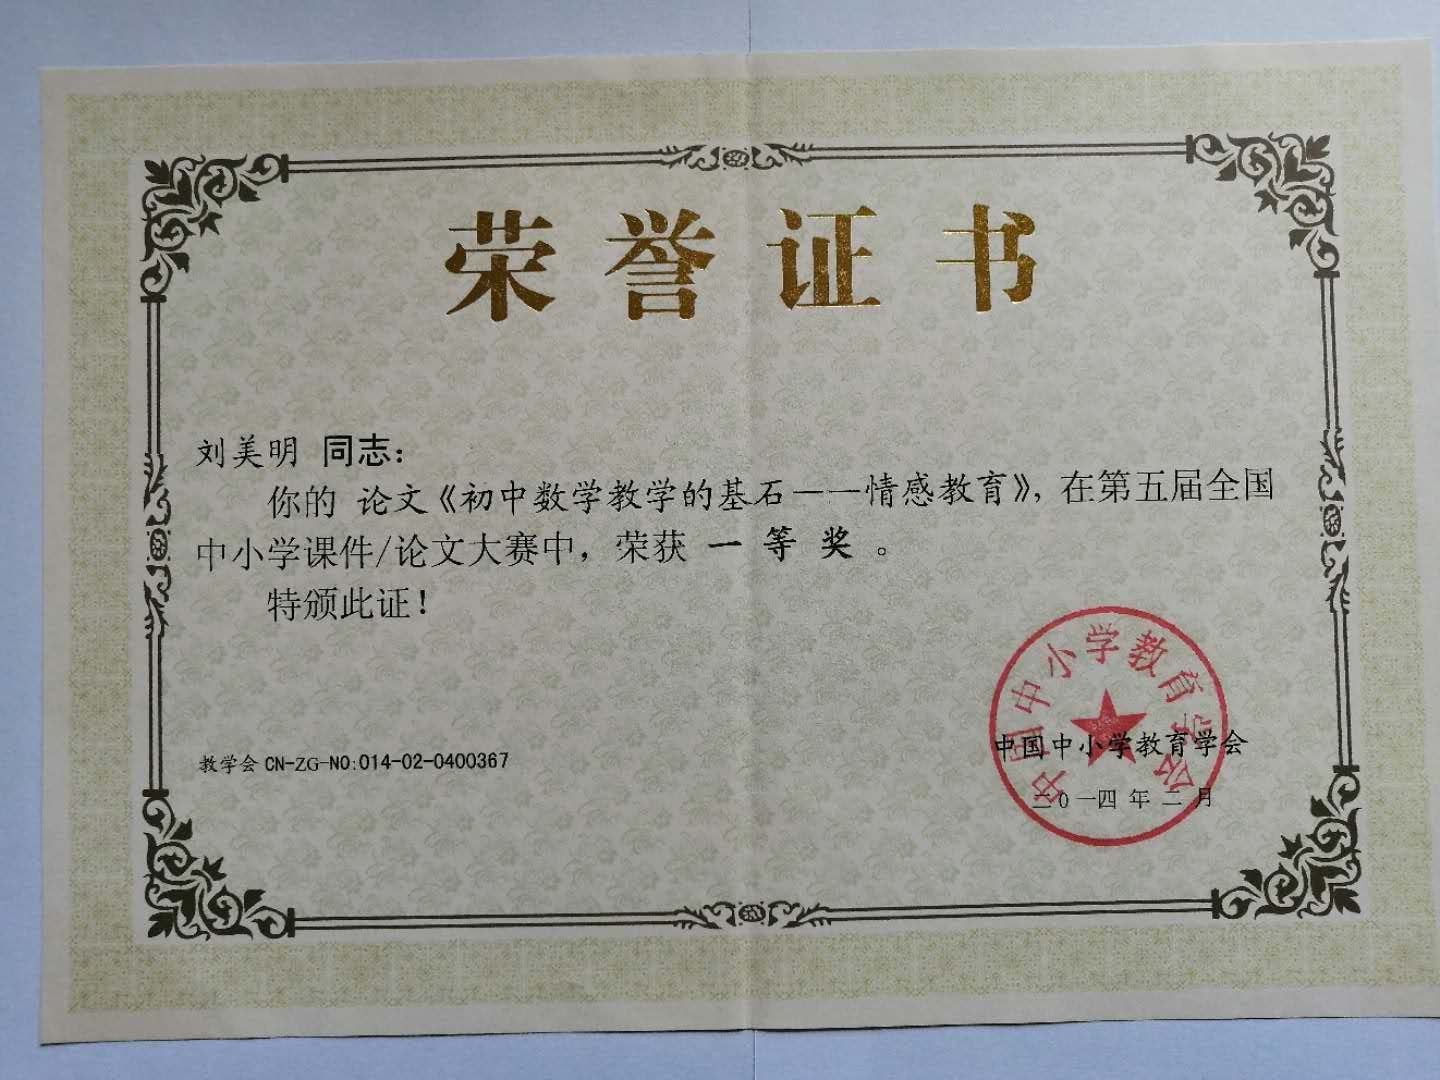 荣誉证书
刘美明 同志:
你的 论文《初中数学教学的基石——情感教育》, 在第五届全国
中小学课件/论文大赛中, 荣获 一 等 奖 。
特颁此证!
中国中小学教育学会
教学会 CN-ZG-NO:014-02-0400367
中国中小学教育学会
二0一四 年 二 月